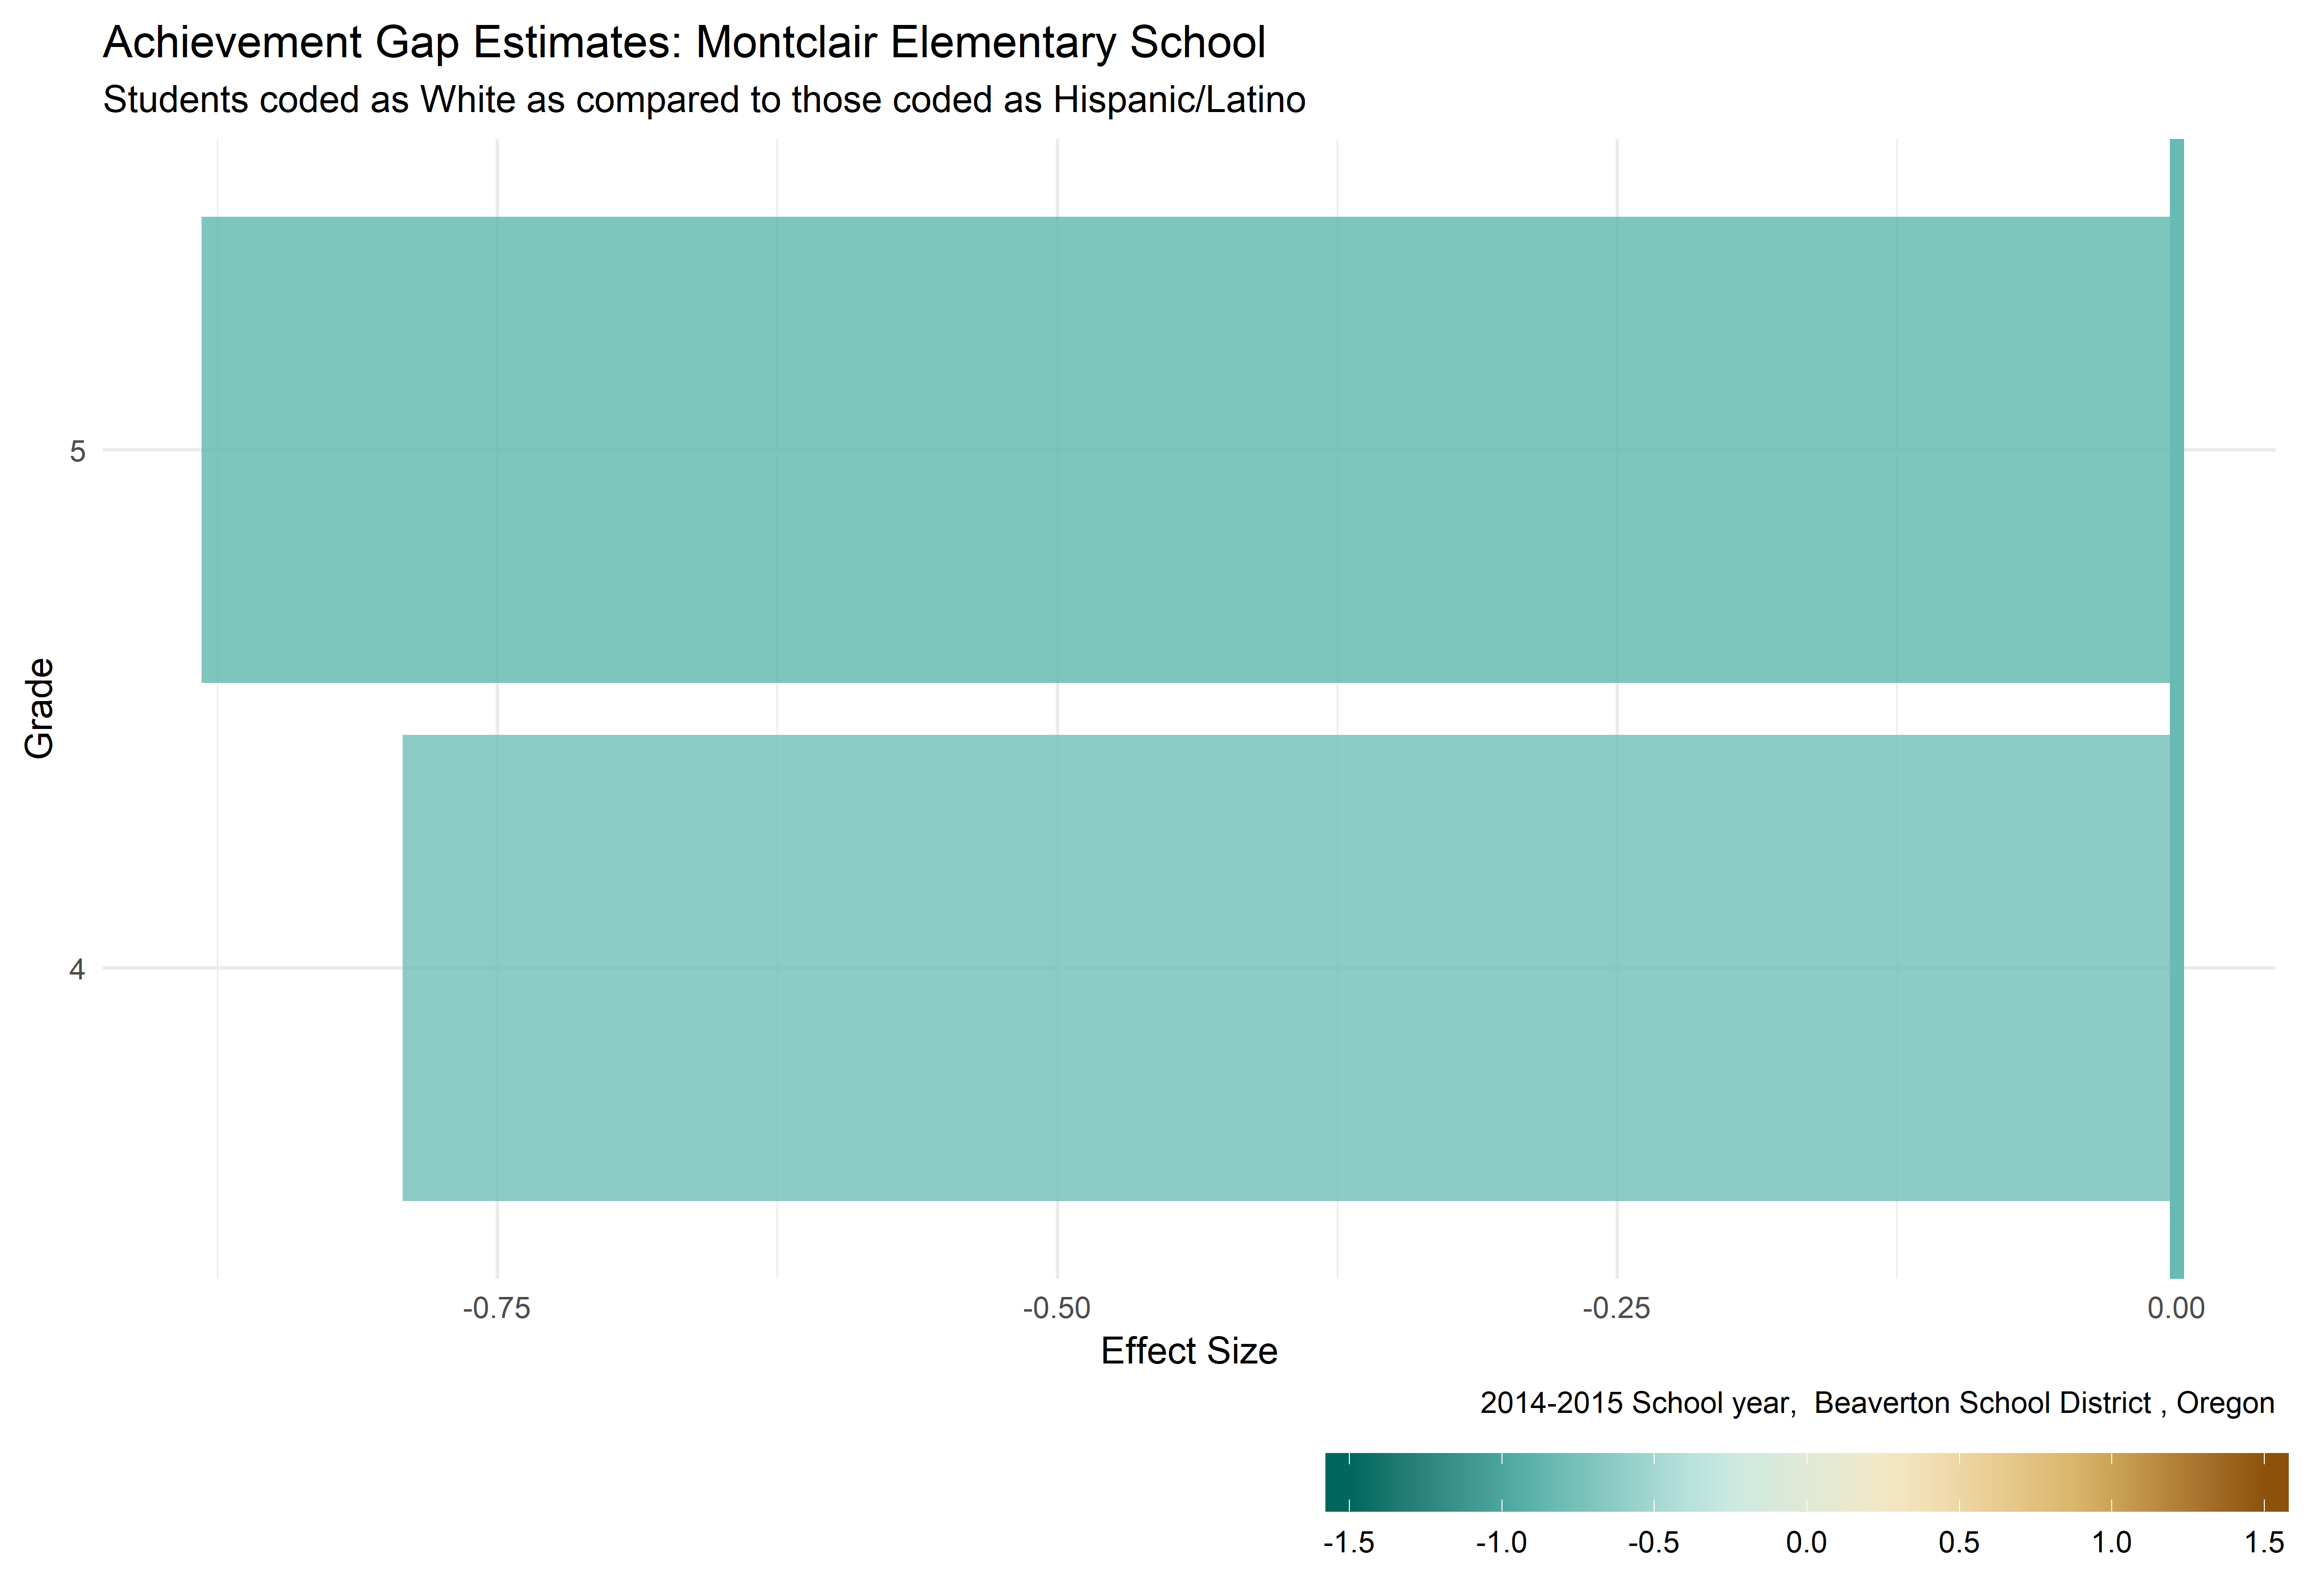 Achievement Gap Estimates: Montclair Elementary School
Students coded as White as compared to those coded as Hispanic/Latino
5
Grade
4
-0.75 -0.50 -0.25 0.00
Effect Size
2014-2015 School year,  Beaverton School District , Oregon
-1.5 -1.0 -0.5 0.0 0.5 1.0 1.5